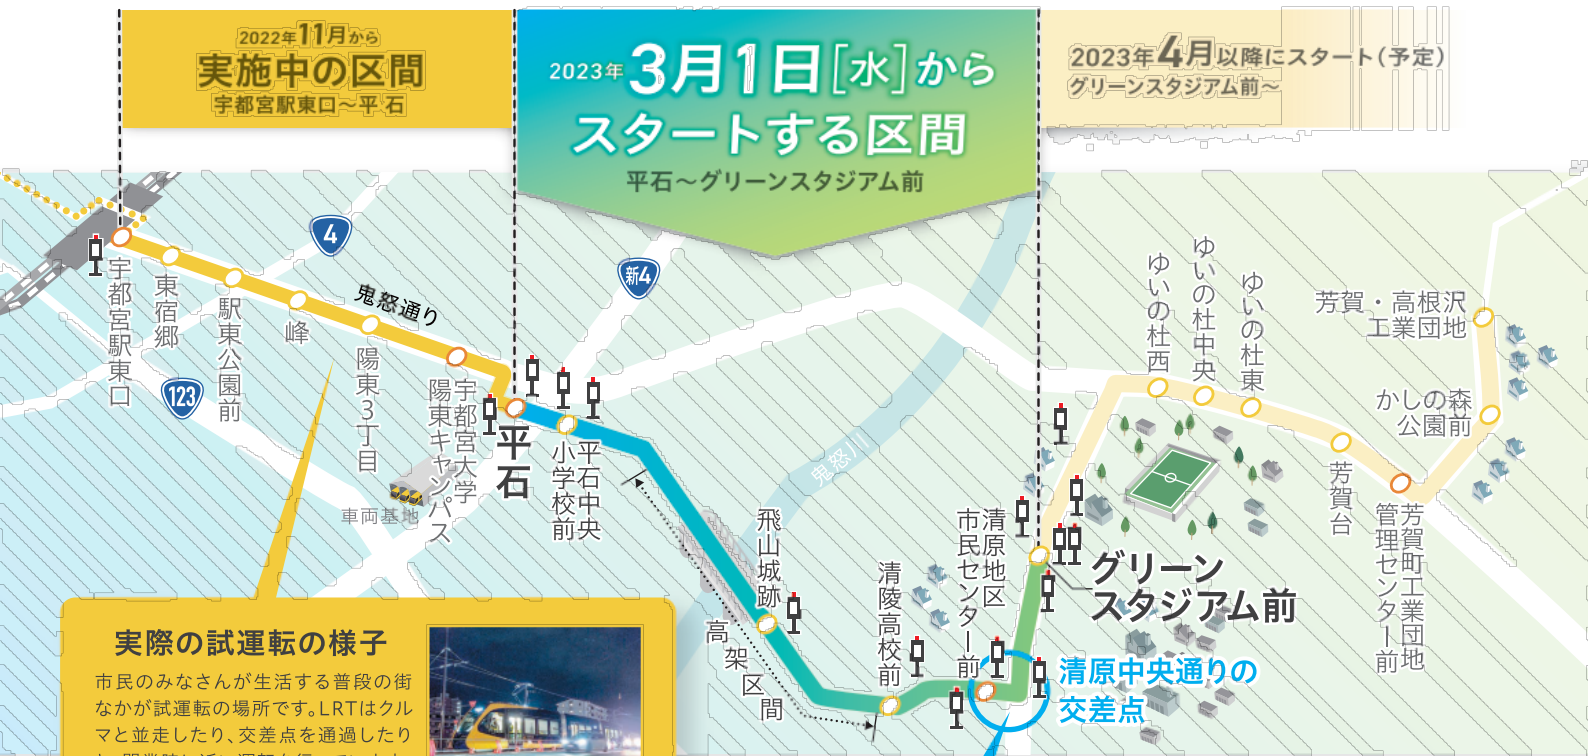 2022年11月から
実施中の区間
宇都宮駅東口〜平石
2023年3月1日[水]から
スタートする区間
平石〜グリーンスタジアム前
2023年4月以降にスタート(予定)
グリーンスタジアム前〜
4
新4
123
鬼怒通り
宇都宮駅東口
東宿郷
駅東公園前
峰
陽東3丁目
宇都宮大学
陽東キャンパス
平石
平石中央
小学校前
車両基地
鬼怒川
飛山城跡
高架区間
清陵高校前
清原地区
市民センター前
グリーン
スタジアム前
清原中央通りの
交差点
ゆいの杜西
ゆいの杜中央
ゆいの杜東
芳賀台
芳賀町工業団地
管理センター前
かしの森
公園前
芳賀・高根沢
工業団地
実際の試運転の様子
市民のみなさんが生活する普段の街
なかが試運転の場所です。LRTはクル
マと並走したり、交差点を通過したり